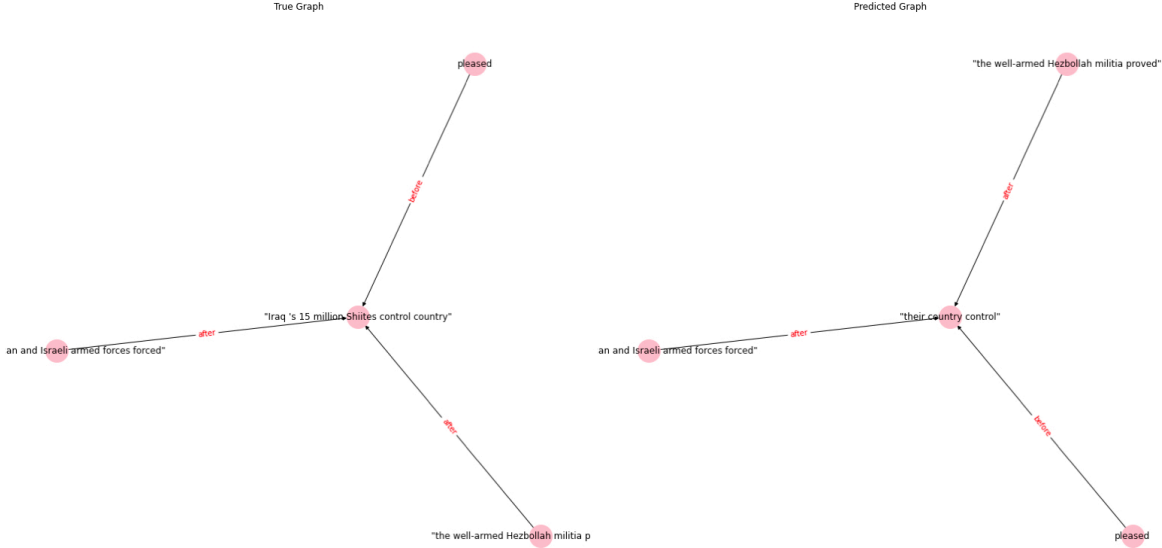 True Graph
pleased
before
"Iraq 's 15 million Shiites control country"
after
an and Israeli armed forces forced"
after
"the well-armed Hezbollah militia p
Predicted Graph
"the well-armed Hezbollah militia proved"
after
"their country control"
after
an and Israeli armed forces forced"
before
pleased